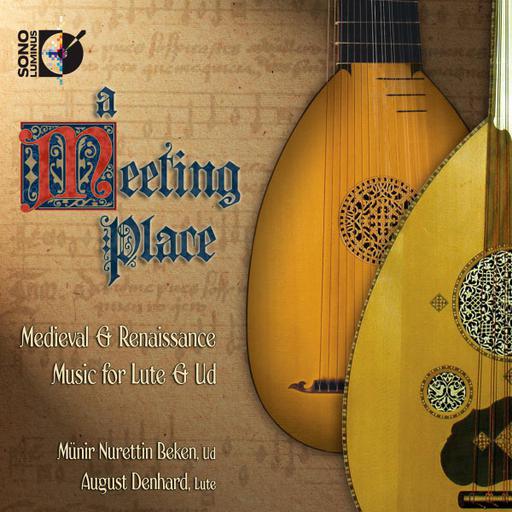 SONO
LUMINUS
a
Meeting
Place
Medieval & Renaissance
Music for Lute & Ud
Münir Nurettin Beken, Ud
August Denhard, Lute